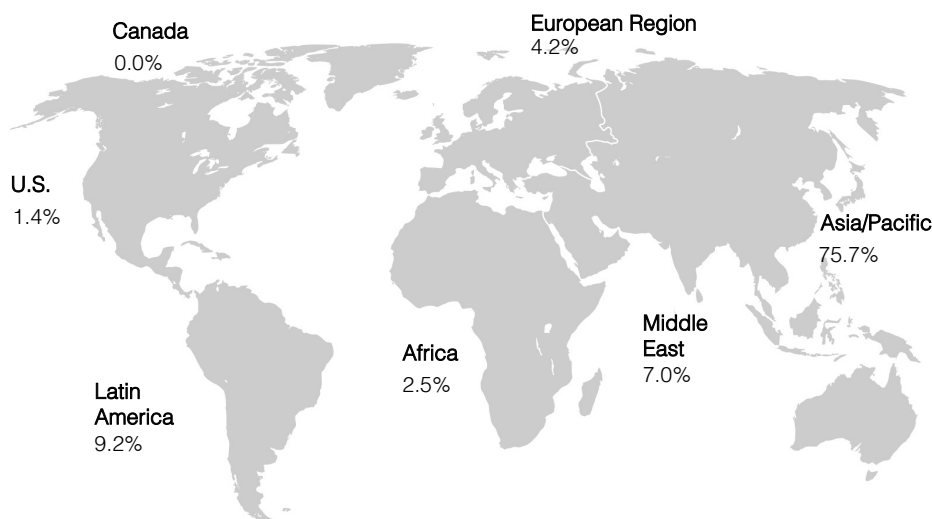 Canada
0.0%
European Region
4.2%
U.S.
1.4%
Asia/Pacific
75.7%
Middle
East
7.0%
Africa
2.5%
Latin
America
9.2%